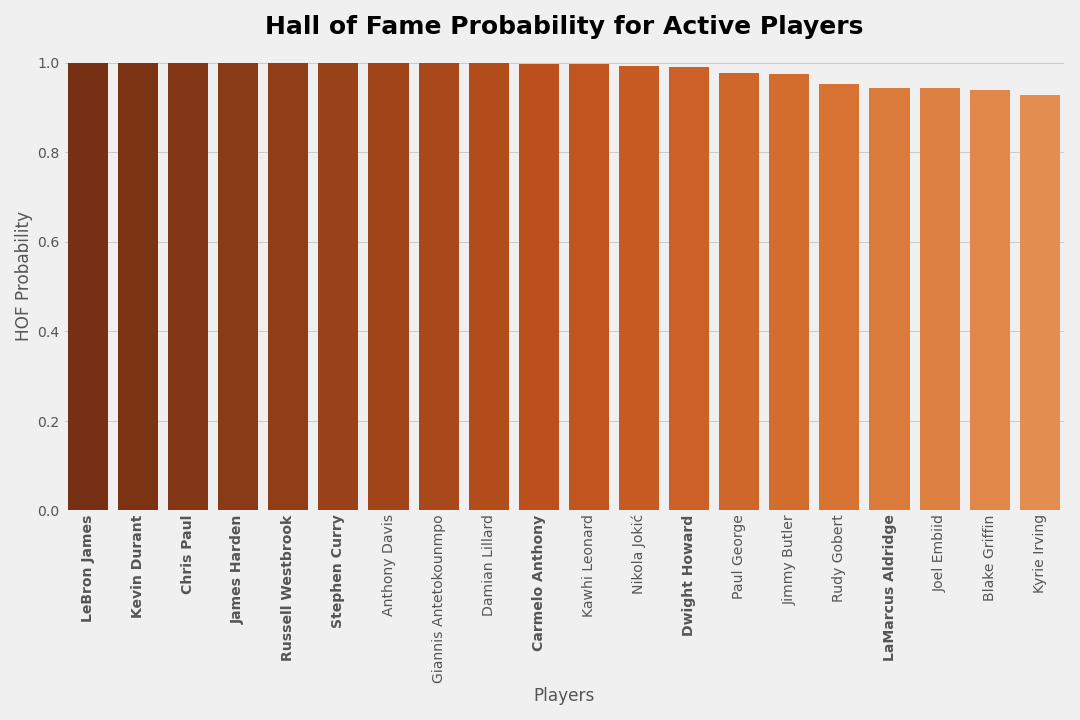 Hall of Fame Probability for Active Players
HOF Probability
1.0
0.8
0.6
0.4
0.2
0.0
LeBron James
Kevin Durant
Chris Paul
James Harden
Russell Westbrook
Stephen Curry
Anthony Davis
Giannis Antetokounmpo
Damian Lillard
Carmelo Anthony
Kawhi Leonard
Nikola Jokić
Dwight Howard
Paul George
Jimmy Butler
Rudy Gobert
LaMarcus Aldridge
Joel Embiid
Blake Griffin
Kyrie Irving
Players